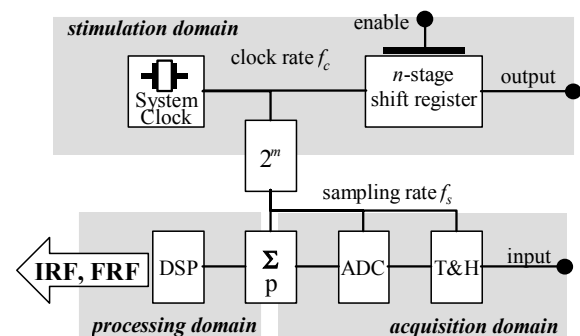 enable
stimulation domain
clock rate f_c
System
Clock
n-stage
shift register
output
2^m
sampling rate f_s
IRF, FRF
DSP
Σ
p
ADC
T&H
input
processing domain
acquisition domain